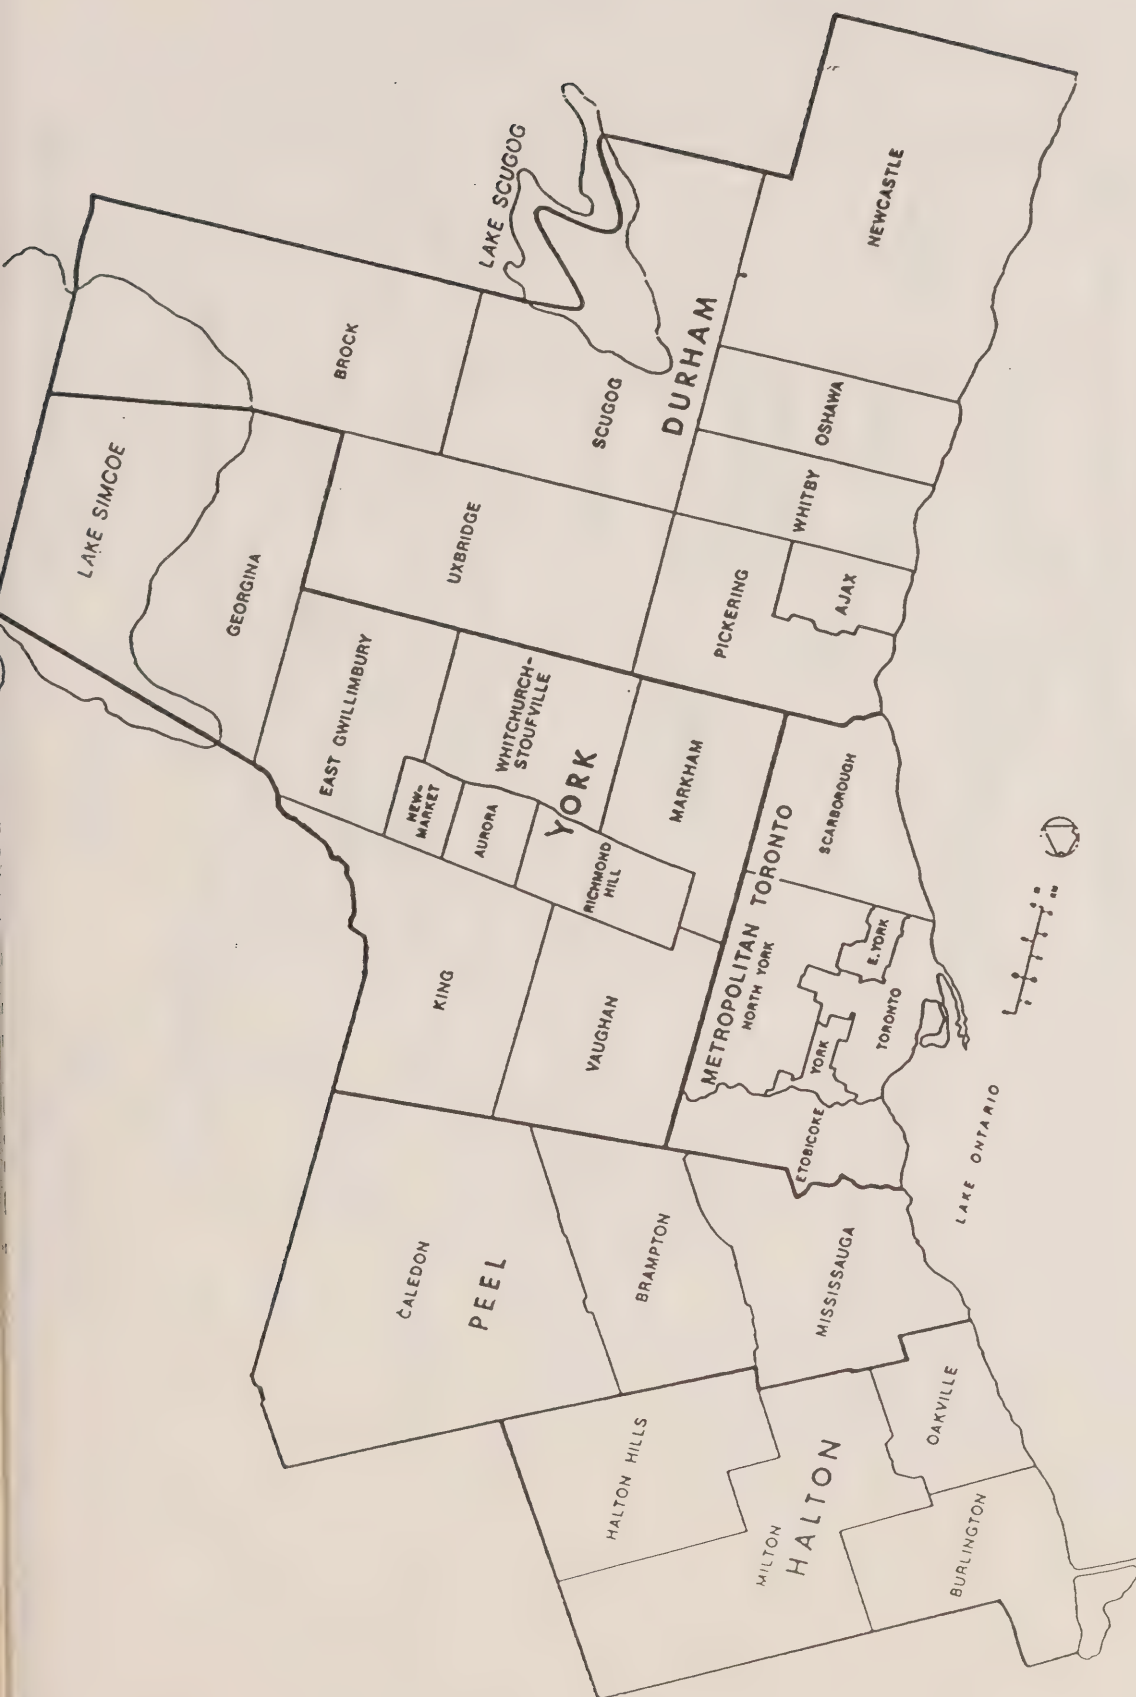 LAKE SIMCOE
GEORGINA
BROCK
LAKE SCUGOG
SCUGOG
DURHAM
NEWCASTLE
OSHAWA
WHITBY
AJAX
PICKERING
UXBRIDGE
EAST GWILLIMBURY
WHITCHURCH-
STOUFVILLE
NEW-
MARKET
AURORA
YORK
RICHMOND
HILL
MARKHAM
KING
VAUGHAN
METROPOLITAN TORONTO
SCARBOROUGH
NORTH YORK
E. YORK
YORK
TORONTO
ETOBICOKE
LAKE ONTARIO
CALEDON
PEEL
BRAMPTON
MISSISSAUGA
HALTON HILLS
MILTON
HALTON
OAKVILLE
BURLINGTON